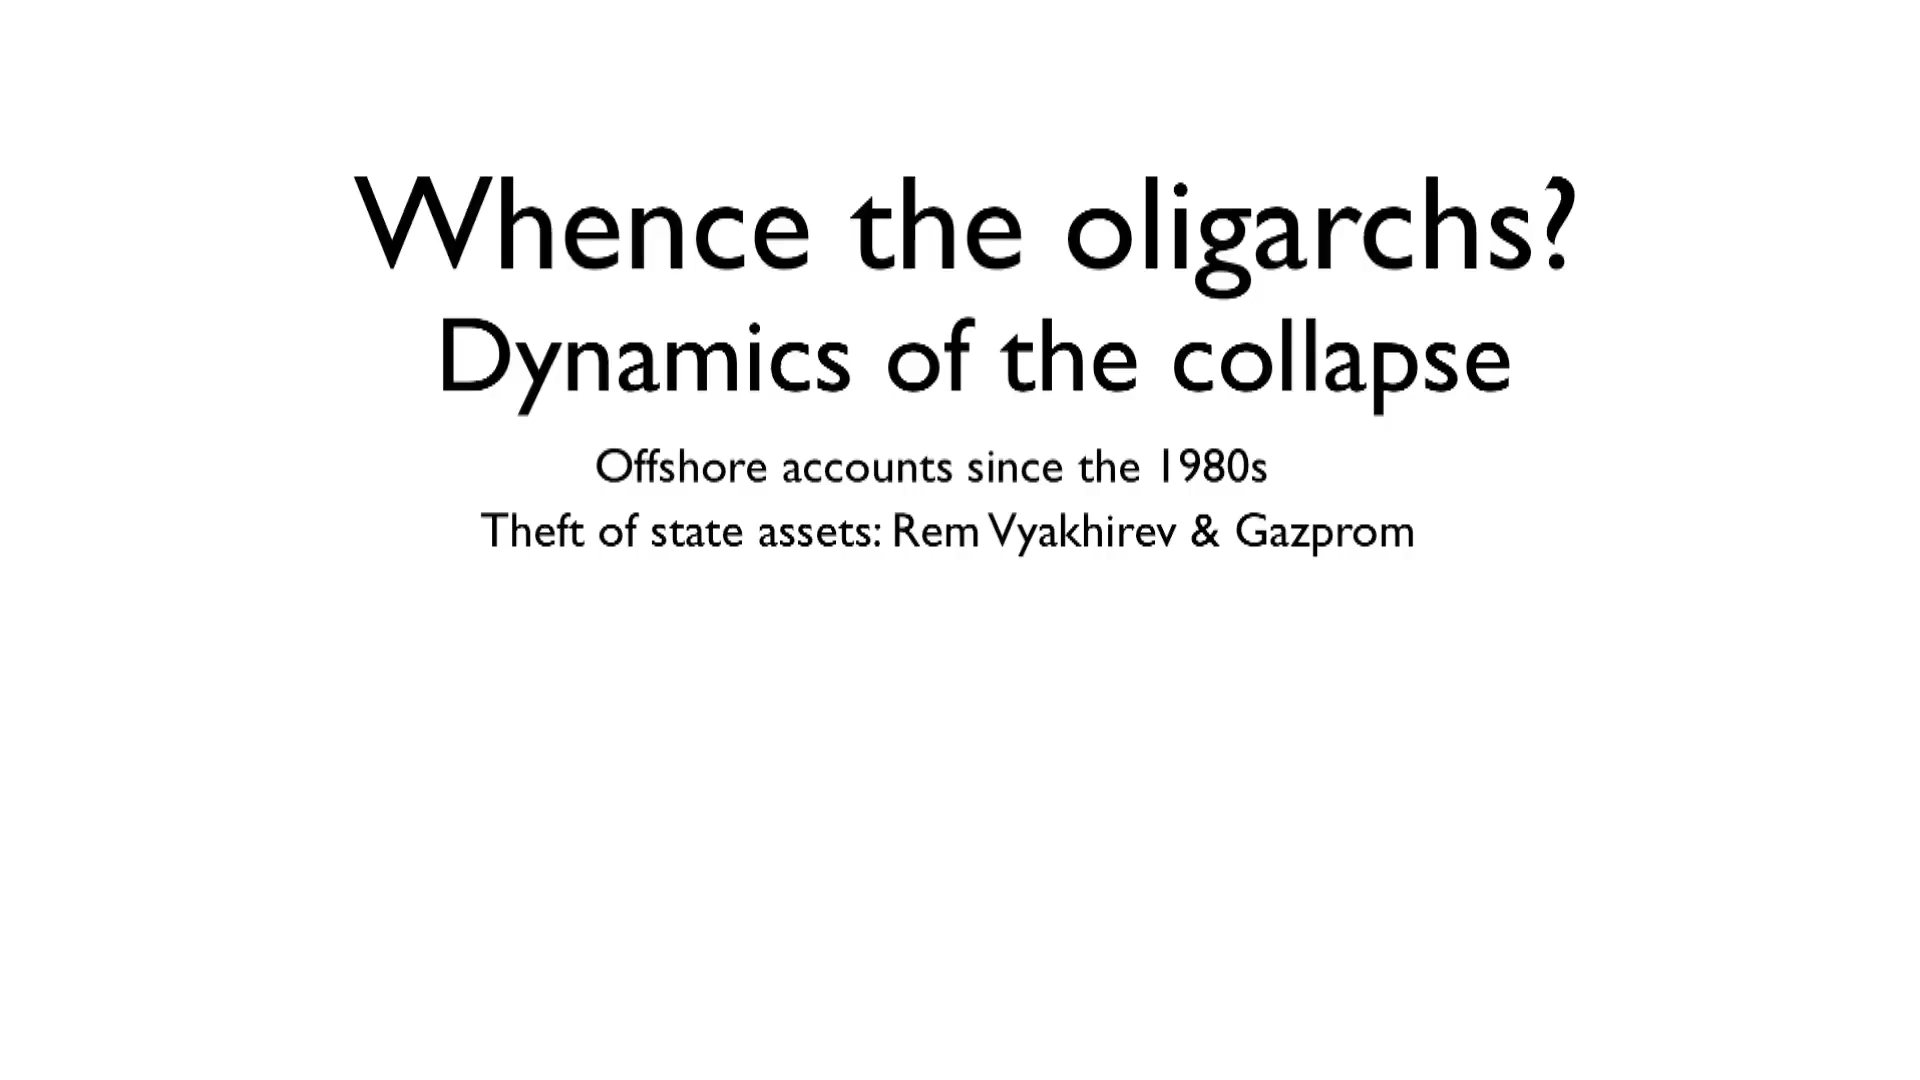 Whence the oligarchs?
Dynamics of the collapse
Offshore accounts since the 1980s
Theft of state assets: Rem Vyakhirev & Gazprom